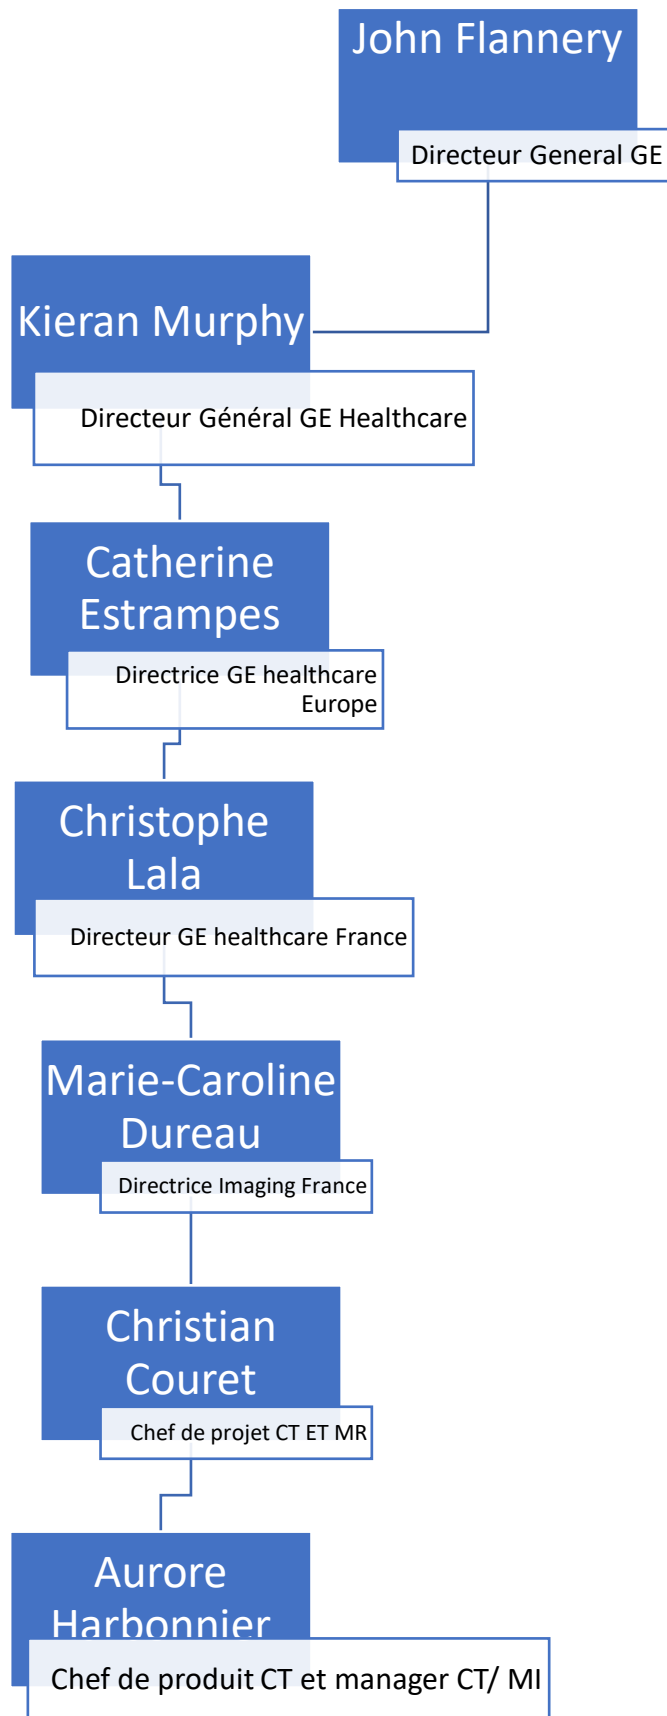 John Flannery
Directeur General GE
Kieran Murphy
Directeur Général GE Healthcare
Catherine
Estrampes
Directrice GE healthcare
Europe
Christophe
Lala
Directeur GE healthcare France
Marie-Caroline
Dureau
Directrice Imaging France
Christian
Couret
Chef de projet CT ET MR
Aurore
Harbonnier
Chef de produit CT et manager CT/ MI